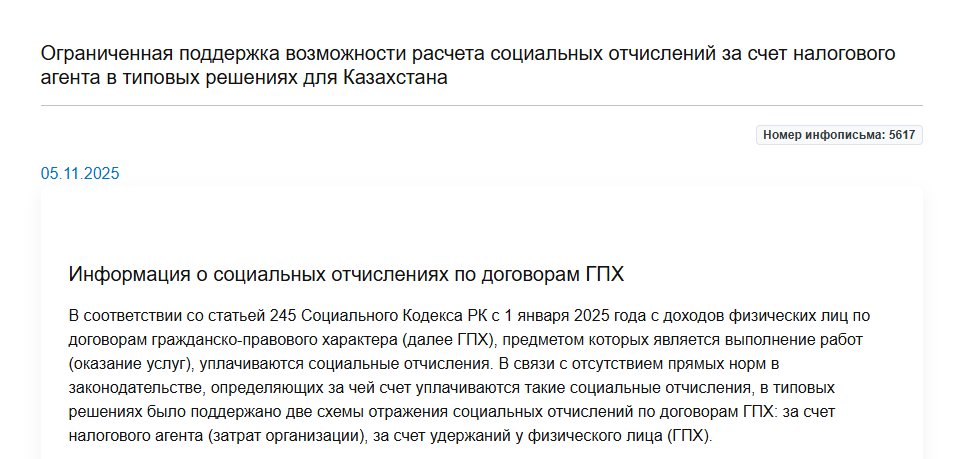 Ограниченная поддержка возможности расчета социальных отчислений за счет налогового
агента в типовых решениях для Казахстана
Номер инфописьма: 5617
05.11.2025
Информация о социальных отчислениях по договорам ГПХ
В соответствии со статьей 245 Социального Кодекса РК с 1 января 2025 года с доходов физических лиц по
договорам гражданско-правового характера (далее ГПХ), предметом которых является выполнение работ
(оказание услуг), уплачиваются социальные отчисления. В связи с отсутствием прямых норм в
законодательстве, определяющих за чей счет уплачиваются такие социальные отчисления, в типовых
решениях было поддержано две схемы отражения социальных отчислений по договорам ГПХ: за счет
налогового агента (затрат организации), за счет удержаний у физического лица (ГПХ).